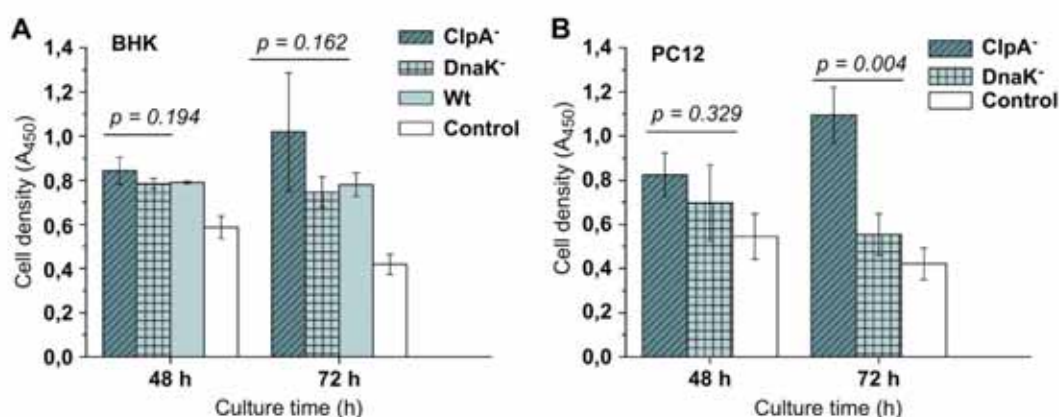 A
BHK
ClpA⁻
DnaK⁻
Wt
Control
p = 0.194
p = 0.162
1,4
1,2
1,0
0,8
0,6
0,4
0,2
0,0
Cell density (A₄₅₀)
48 h
72 h
Culture time (h)
B
PC12
ClpA⁻
DnaK⁻
Control
p = 0.329
p = 0.004
1,4
1,2
1,0
0,8
0,6
0,4
0,2
0,0
Cell density (A₄₅₀)
48 h
72 h
Culture time (h)